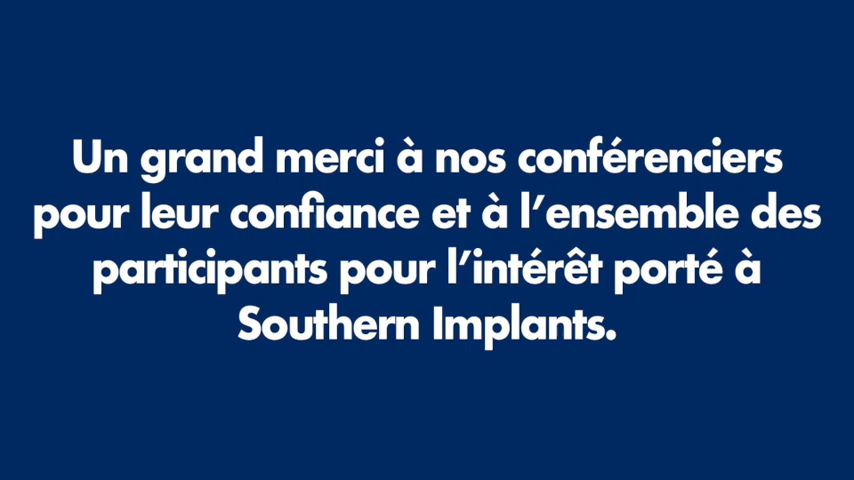 Un grand merci à nos conférenciers
pour leur confiance et à l’ensemble des
participants pour l’intérêt porté à
Southern Implants.